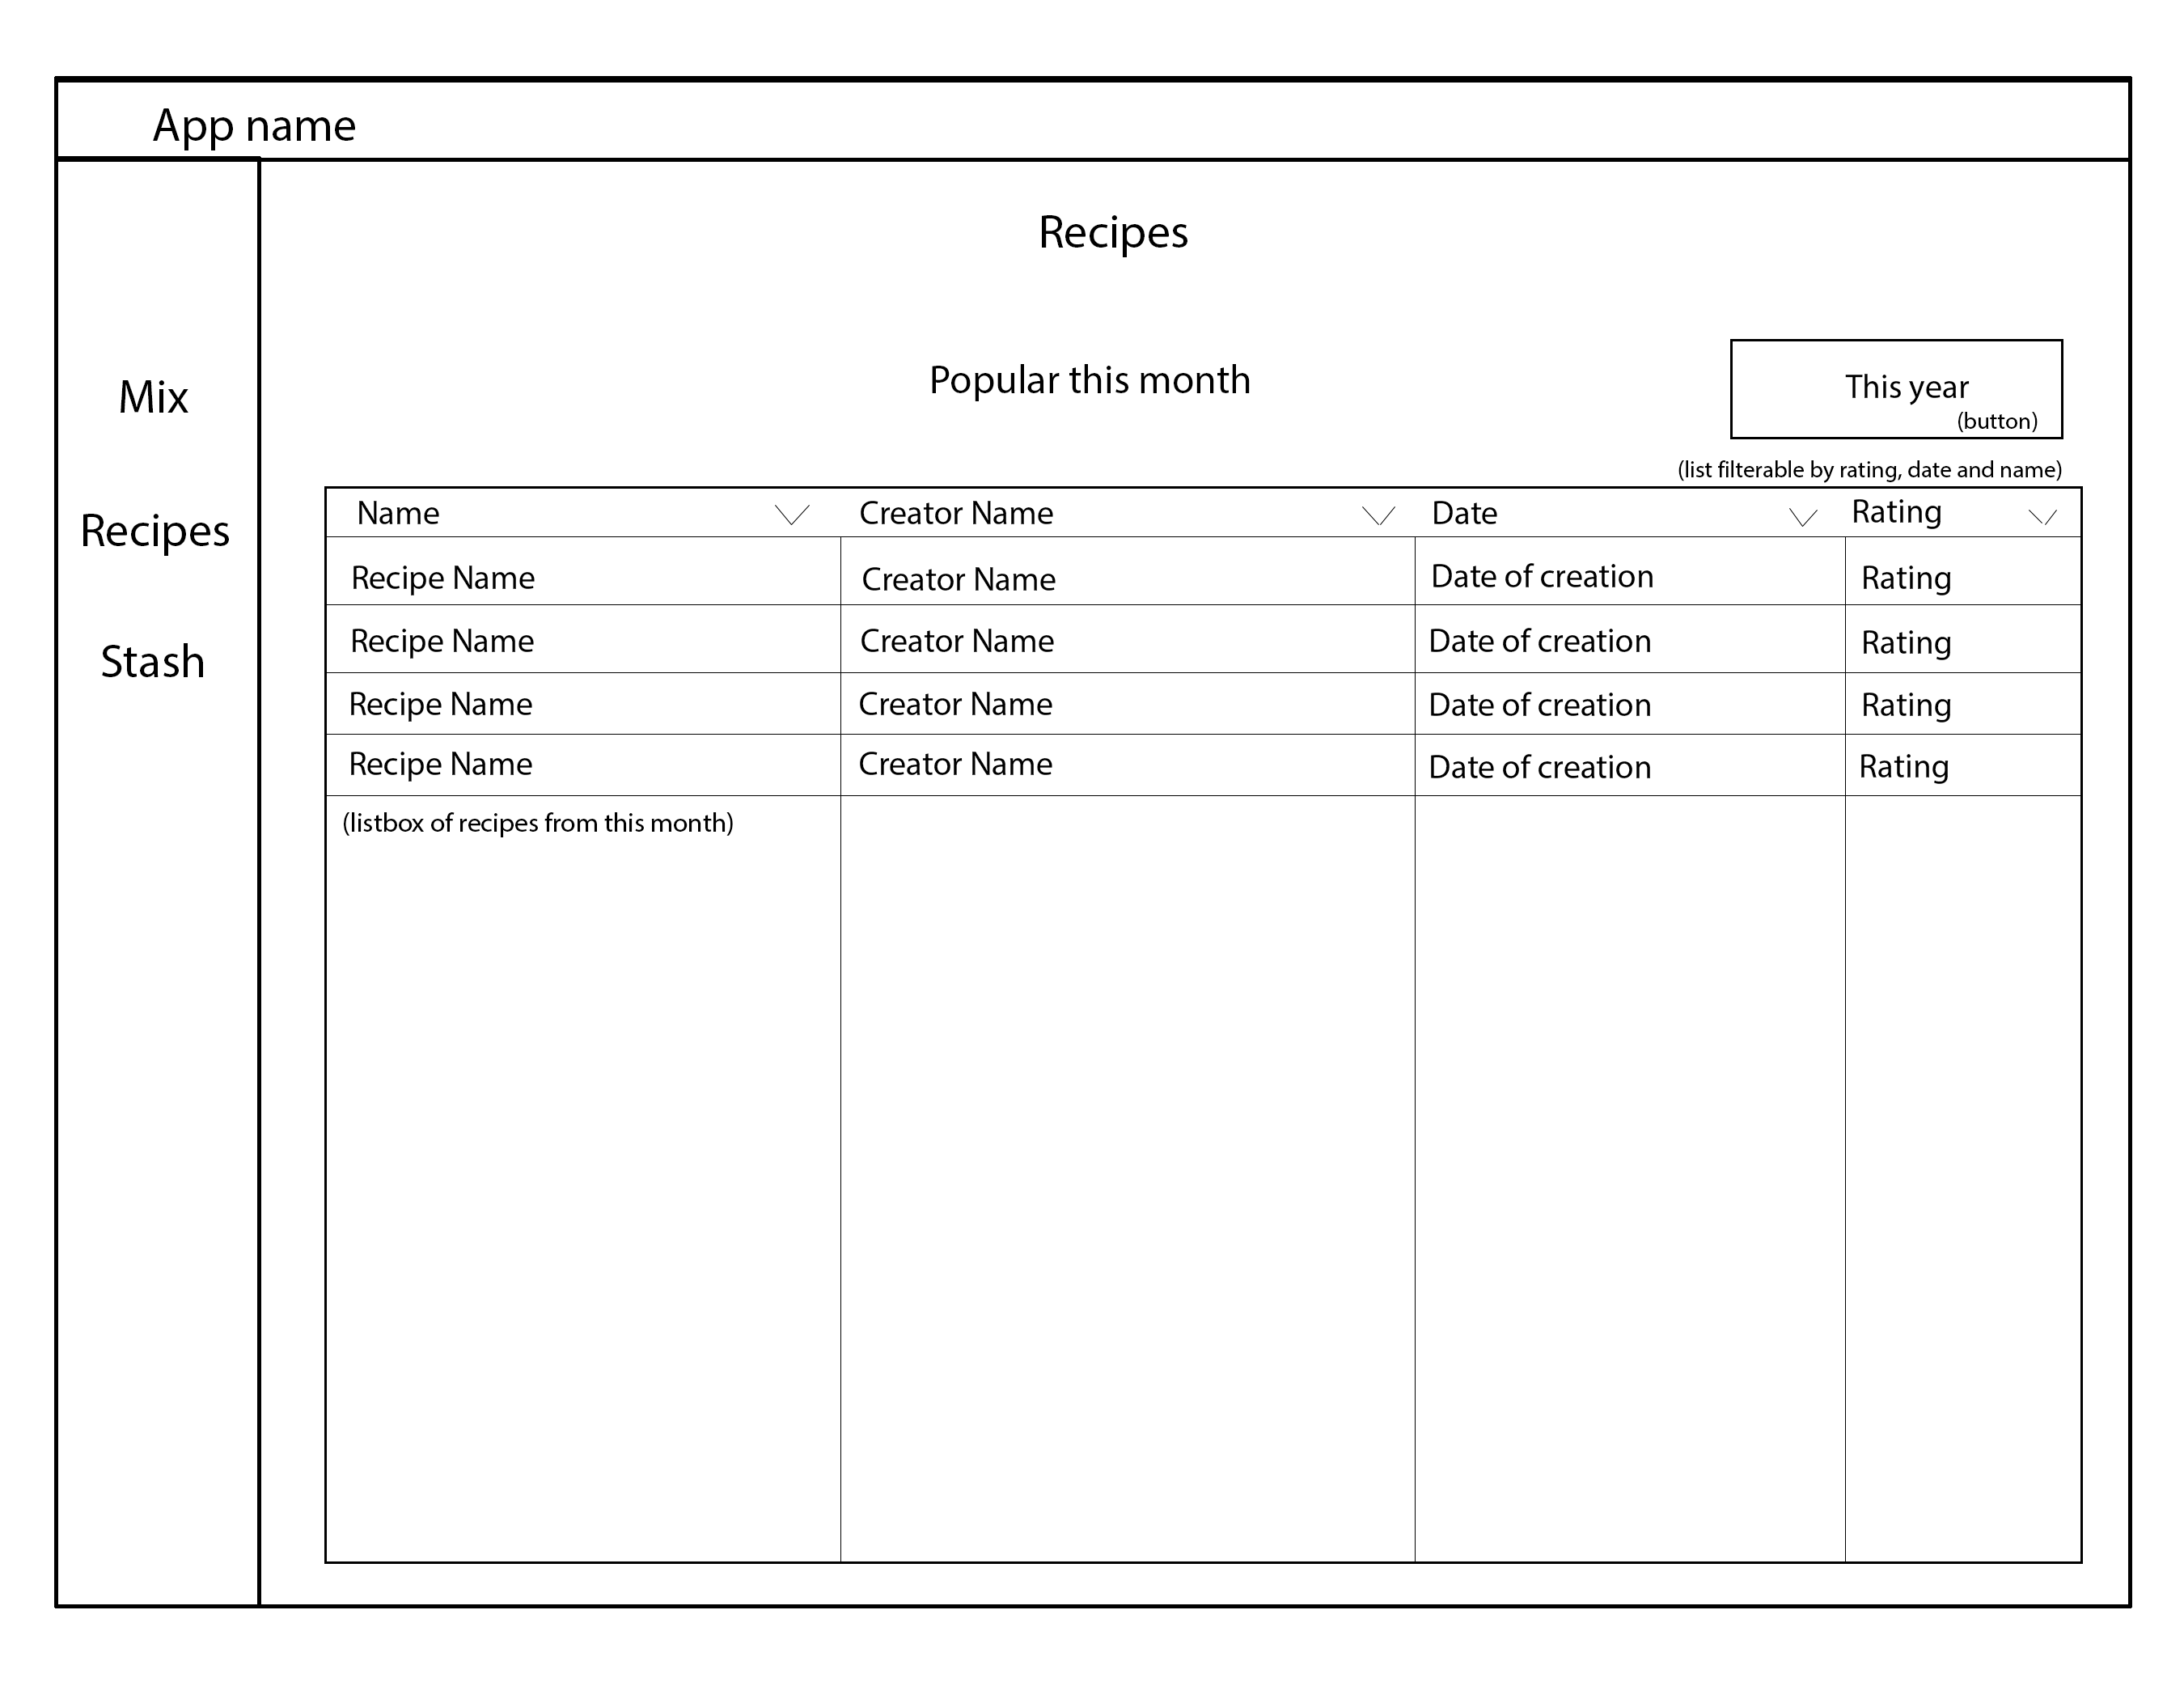 App name
Recipes
Mix
Recipes
Stash
Popular this month
This year
(button)
(list filterable by rating, date and name)
Name Creator Name Date Rating
Recipe Name Creator Name Date of creation Rating
Recipe Name Creator Name Date of creation Rating
Recipe Name Creator Name Date of creation Rating
Recipe Name Creator Name Date of creation Rating
(listbox of recipes from this month)